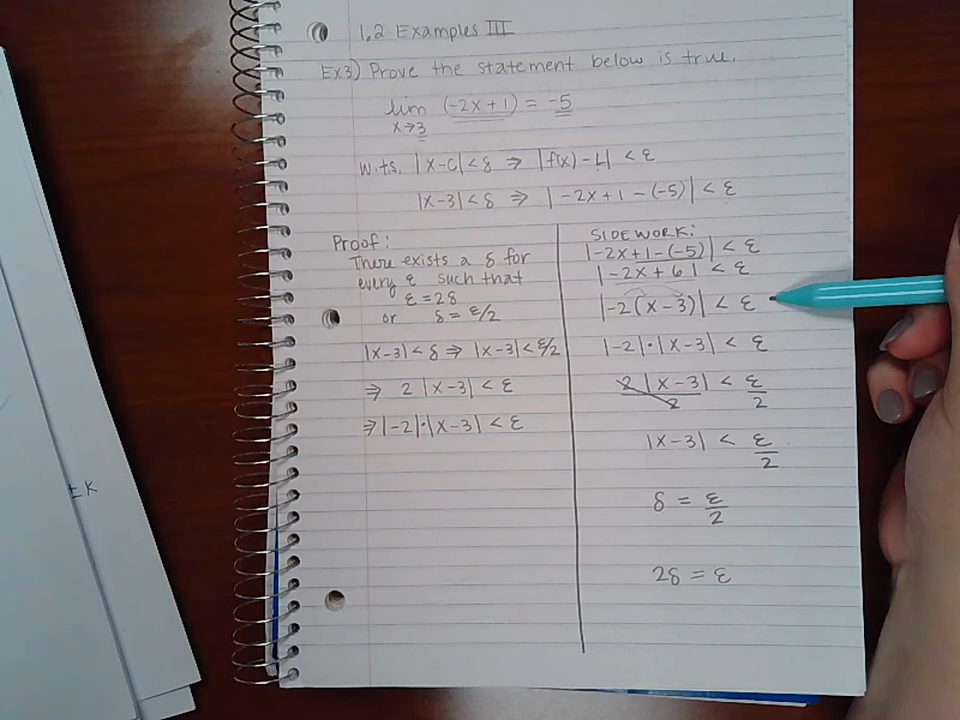 1.2 Examples III
Ex3) Prove the statement below is true.
lim (-2x+1) = -5
x→3
w.t.s. |x-c|<δ ⇒ |f(x)-L| < ε
|x-3|<δ ⇒ |-2x+1-(-5)| < ε
Proof:
There exists a δ for
every ε such that
ε = 2δ
or δ = ε/2
|x-3|<δ ⇒ |x-3|<ε/2
⇒ 2|x-3| < ε
⇒ |-2|·|x-3| < ε
SIDEWORK:
|-2x+1-(-5)| < ε
|-2x+6| < ε
|-2(x-3)| < ε
|-2|·|x-3| < ε
2|x-3| < ε
2 2
|x-3| < ε
2
δ = ε
2
2δ = ε
EK